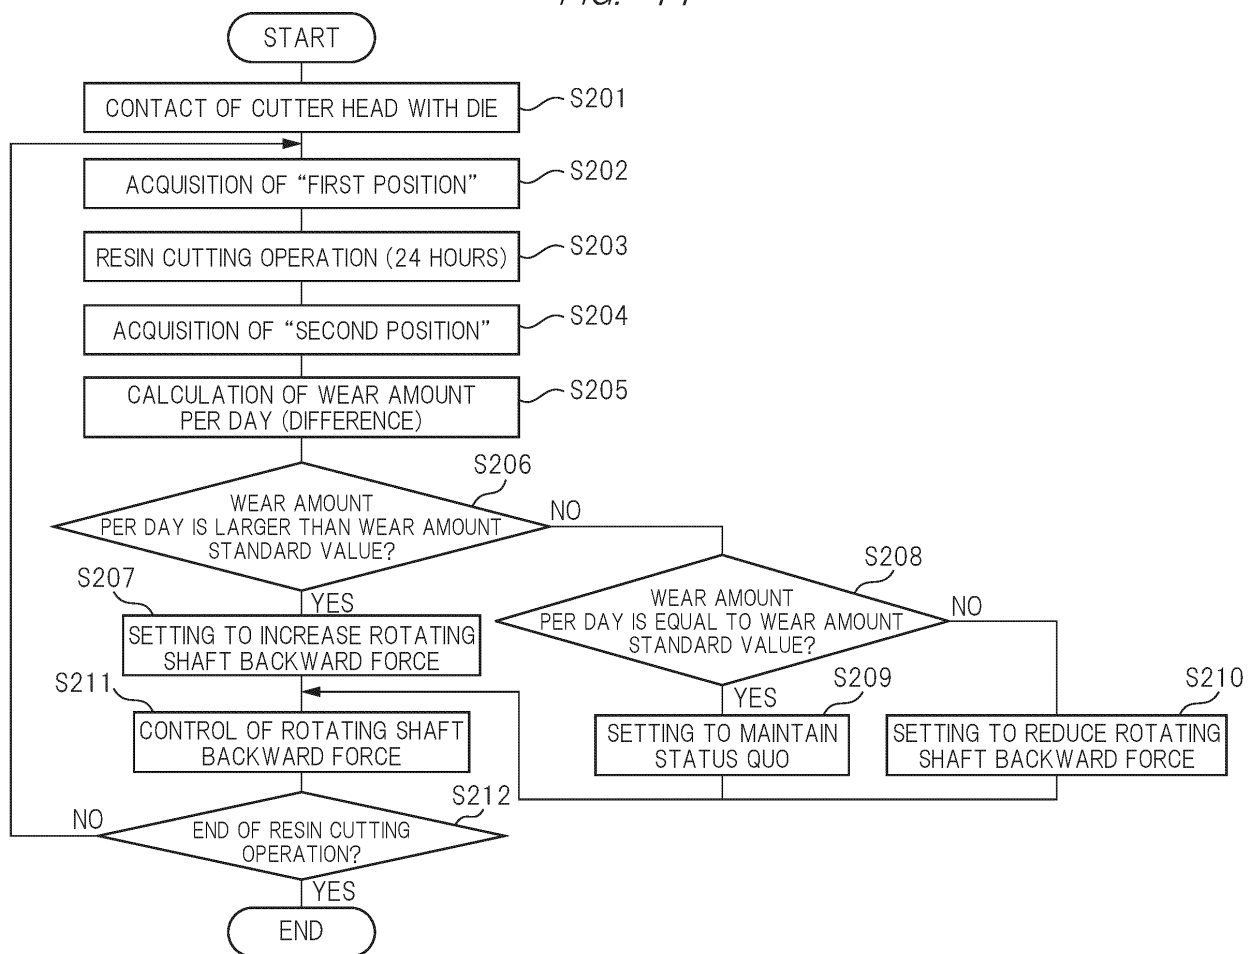 START
CONTACT OF CUTTER HEAD WITH DIE
S201
ACQUISITION OF “FIRST POSITION”
S202
RESIN CUTTING OPERATION (24 HOURS)
S203
ACQUISITION OF “SECOND POSITION”
S204
CALCULATION OF WEAR AMOUNT
PER DAY (DIFFERENCE)
S205
S206
WEAR AMOUNT
PER DAY IS LARGER THAN WEAR AMOUNT
STANDARD VALUE?
NO
YES
S207
SETTING TO INCREASE ROTATING
SHAFT BACKWARD FORCE
S208
WEAR AMOUNT
PER DAY IS EQUAL TO WEAR AMOUNT
STANDARD VALUE?
NO
YES
S209
SETTING TO MAINTAIN
STATUS QUO
S210
SETTING TO REDUCE ROTATING
SHAFT BACKWARD FORCE
S211
CONTROL OF ROTATING SHAFT
BACKWARD FORCE
S212
END OF RESIN CUTTING
OPERATION?
NO
YES
END